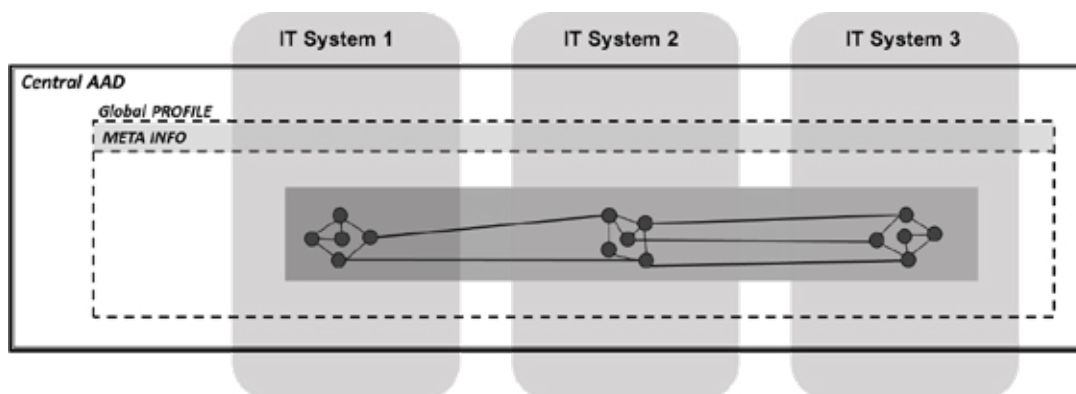 IT System 1
IT System 2
IT System 3
Central AAD
Global PROFILE
META INFO